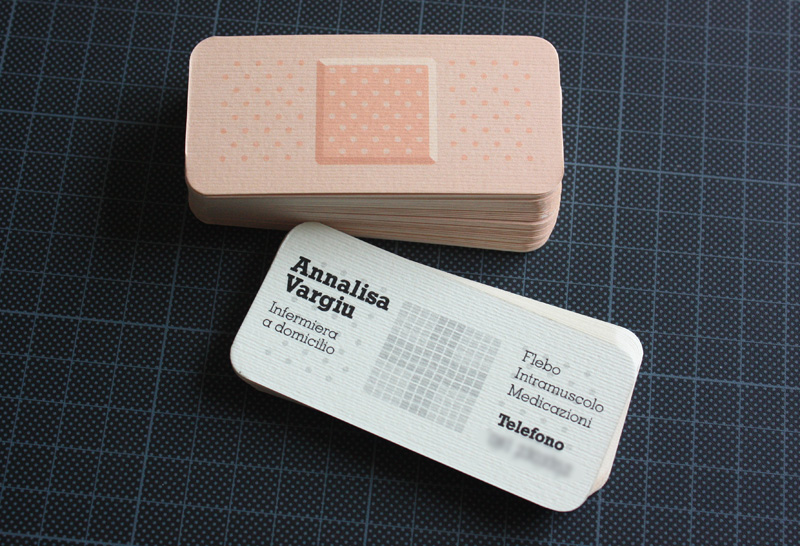 Annalisa
Vargiu
Infermiera
a domicilio
Flebo
Intramuscolo
Medicazioni
Telefono